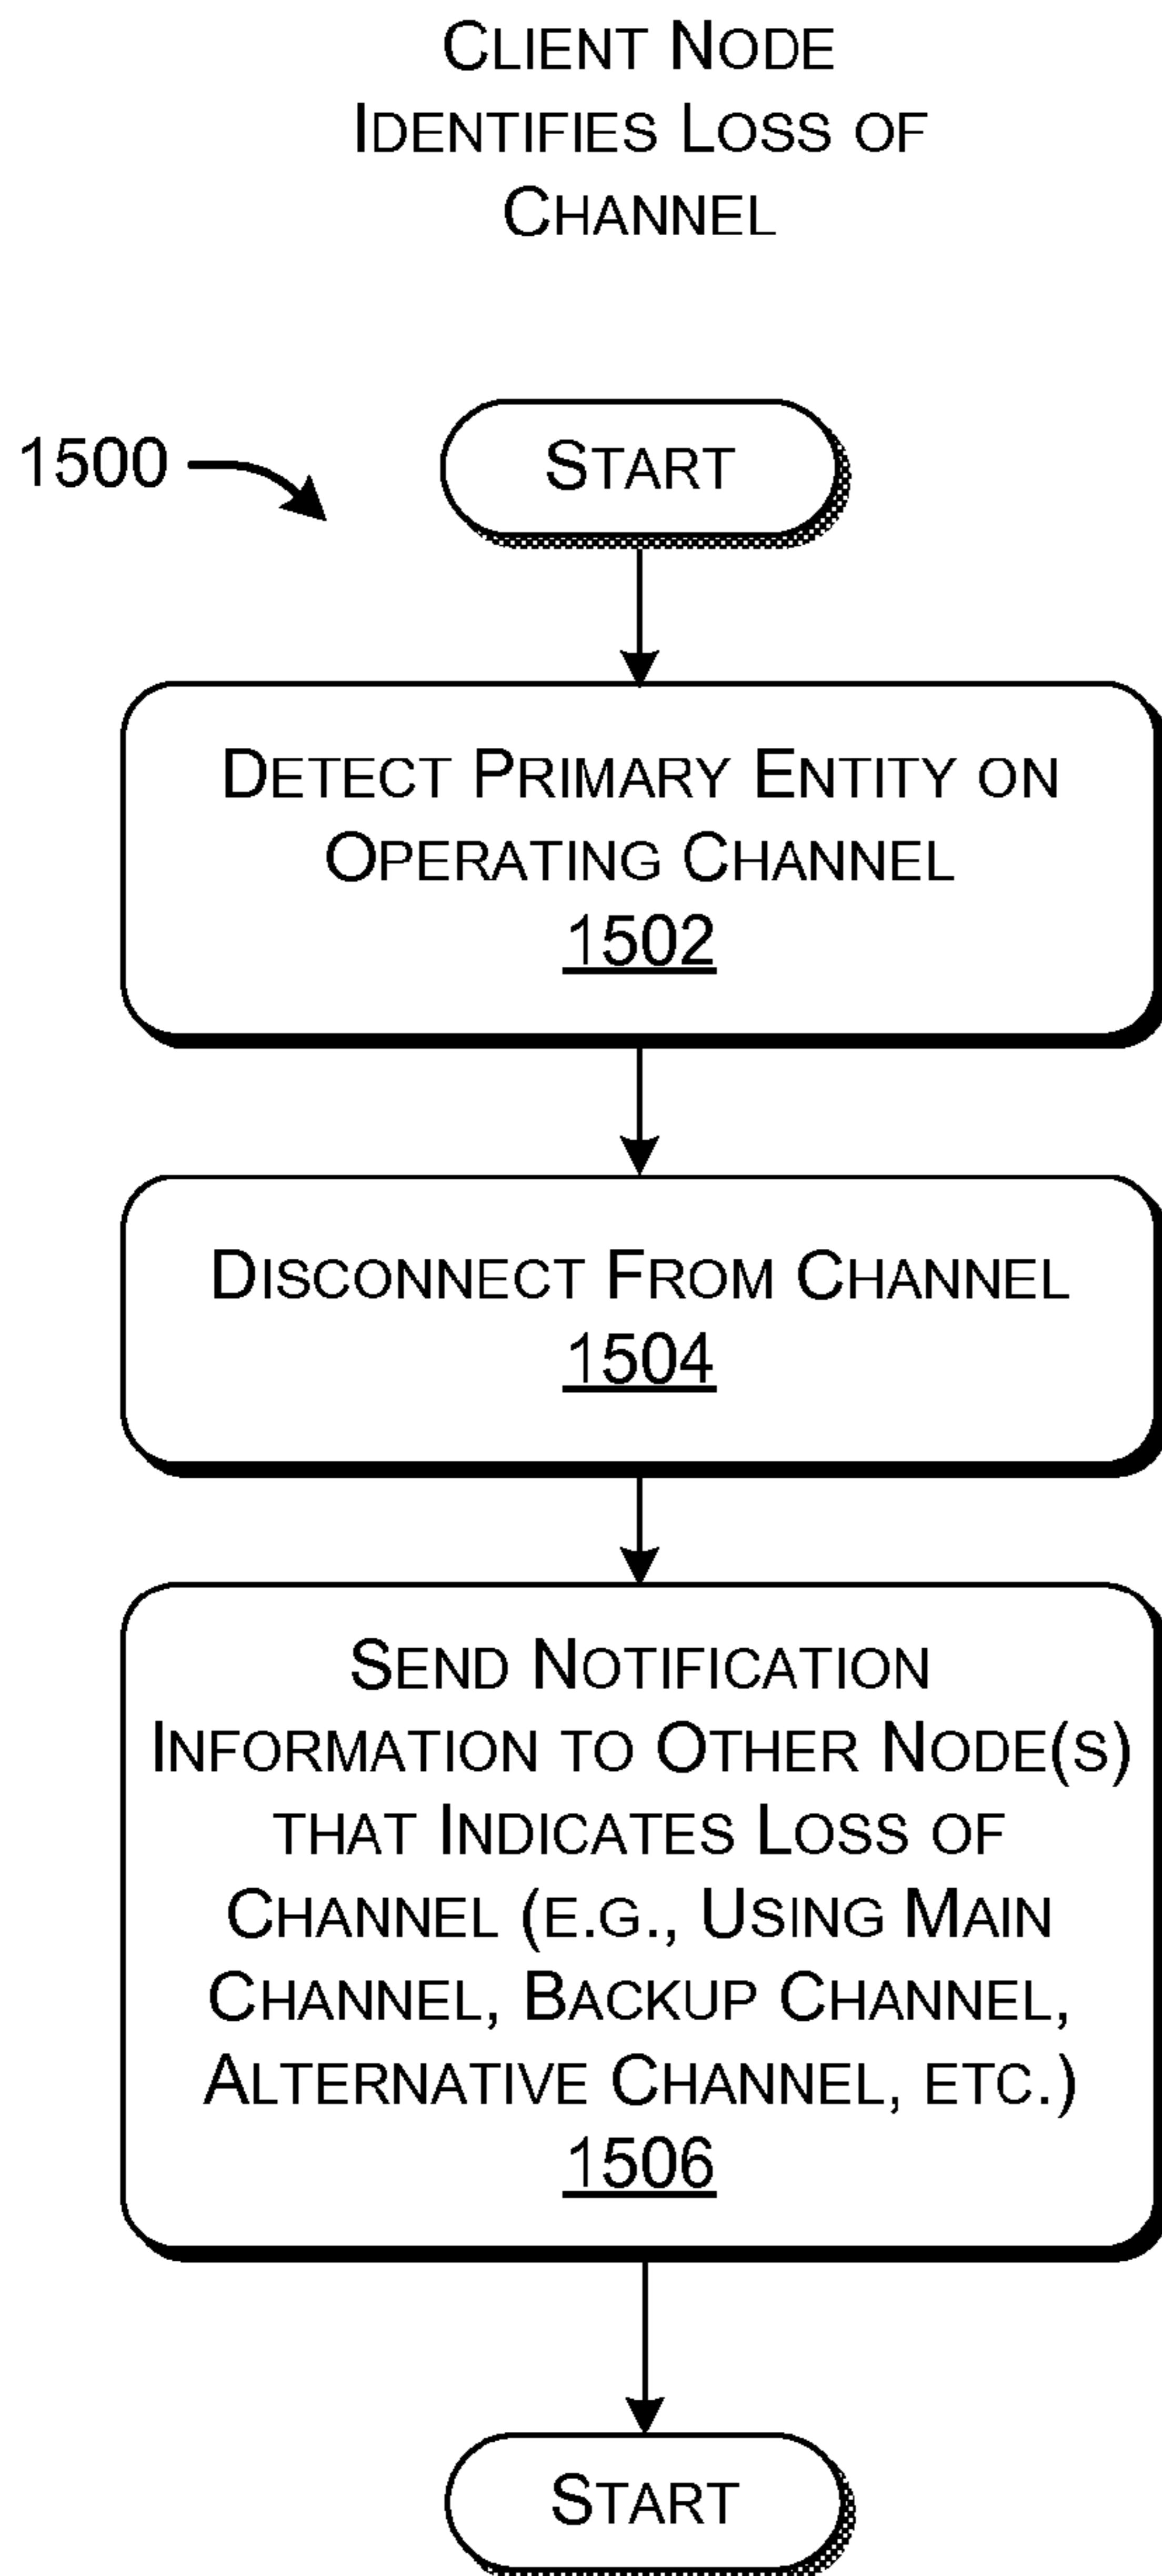 CLIENT NODE
IDENTIFIES LOSS OF
CHANNEL
1500
START
DETECT PRIMARY ENTITY ON
OPERATING CHANNEL
1502
DISCONNECT FROM CHANNEL
1504
SEND NOTIFICATION
INFORMATION TO OTHER NODE(S)
THAT INDICATES LOSS OF
CHANNEL (E.G., USING MAIN
CHANNEL, BACKUP CHANNEL,
ALTERNATIVE CHANNEL, ETC.)
1506
START